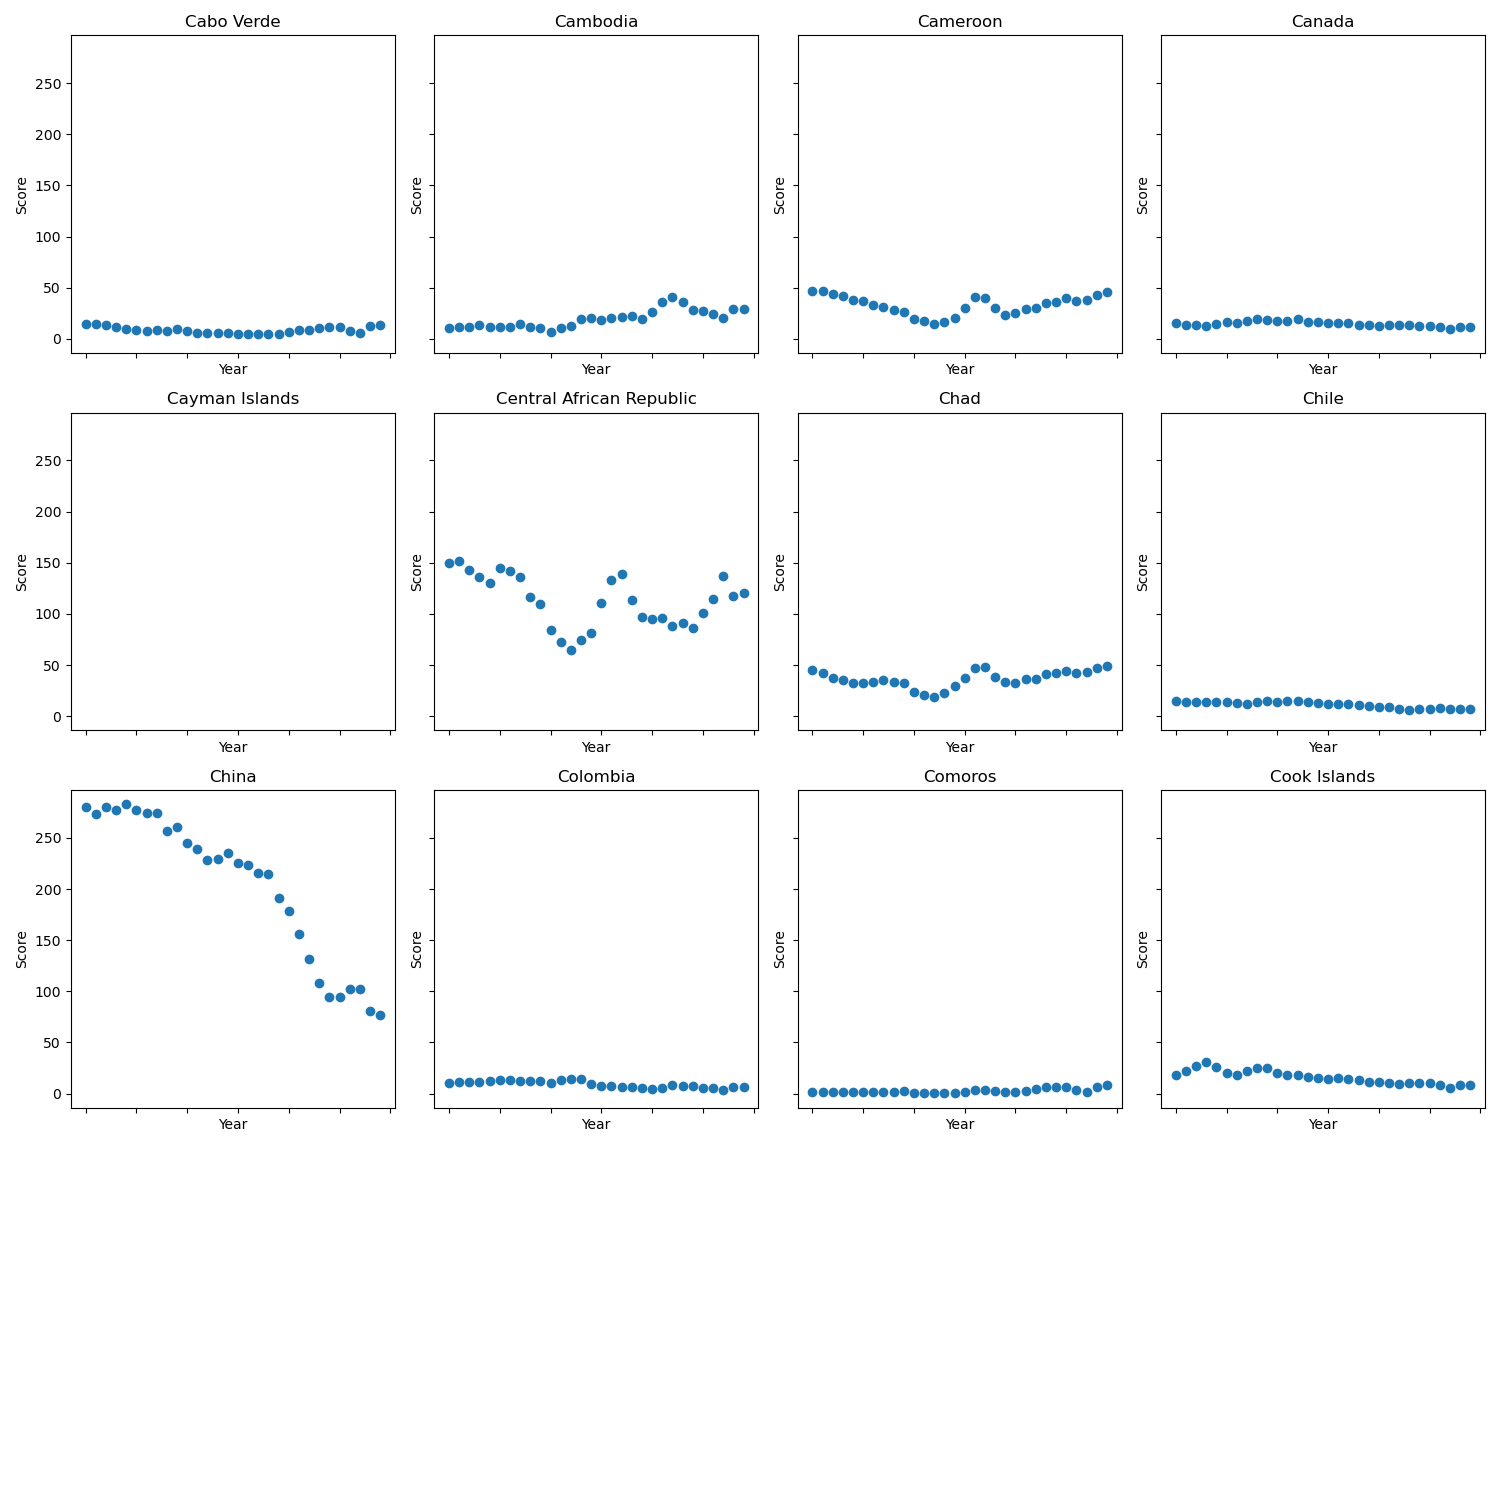 Cabo Verde Cambodia Cameroon Canada
250
200
150
100
50
0
Score Score Score Score
Year Year Year Year
Cayman Islands Central African Republic Chad Chile
250
200
150
100
50
0
Score Score Score Score
Year Year Year Year
China Colombia Comoros Cook Islands
250
200
150
100
50
0
Score Score Score Score
Year Year Year Year